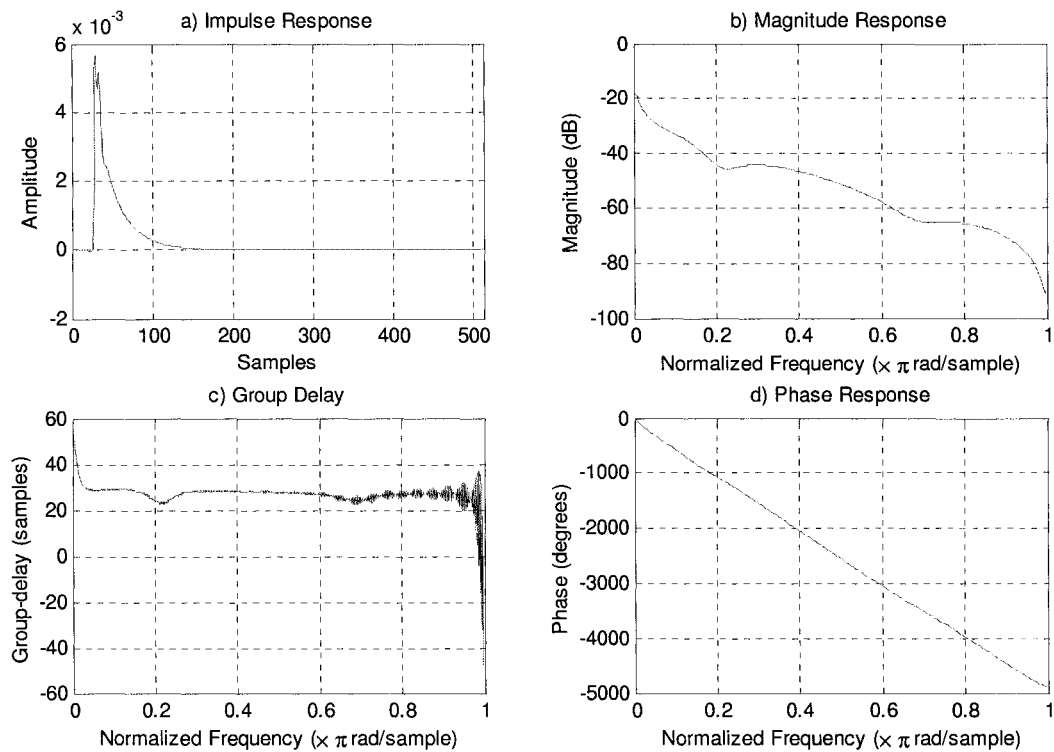 a) Impulse Response
× 10⁻³
6
4
2
0
-2
Amplitude
0 100 200 300 400 500
Samples
b) Magnitude Response
0
-20
-40
-60
-80
-100
Magnitude (dB)
0 0.2 0.4 0.6 0.8 1
Normalized Frequency (× π rad/sample)
c) Group Delay
60
40
20
0
-20
-40
-60
Group-delay (samples)
0 0.2 0.4 0.6 0.8 1
Normalized Frequency (× π rad/sample)
d) Phase Response
0
-1000
-2000
-3000
-4000
-5000
Phase (degrees)
0 0.2 0.4 0.6 0.8 1
Normalized Frequency (× π rad/sample)